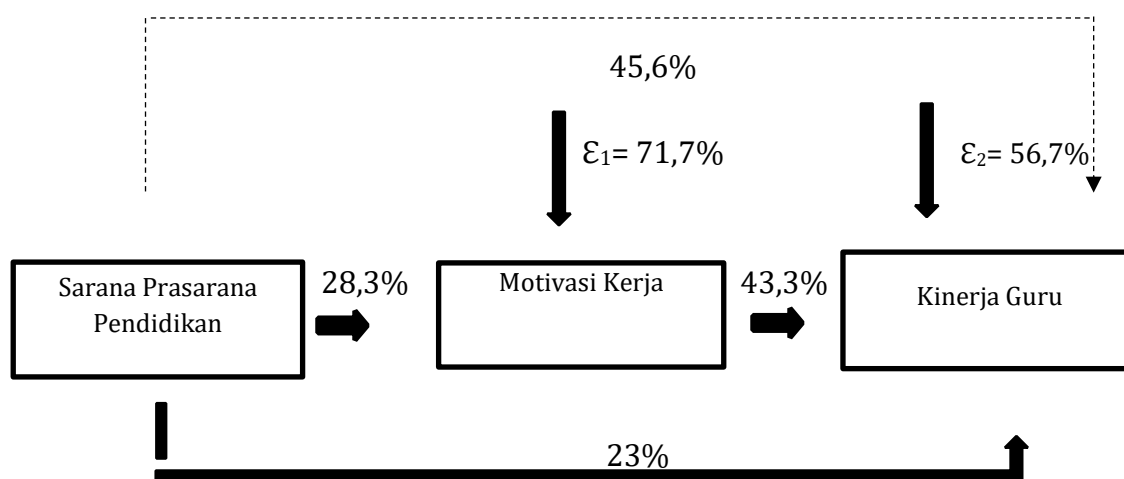 45,6%
Ɛ1= 71,7%
Ɛ2= 56,7%
Sarana Prasarana
Pendidikan
28,3%
Motivasi Kerja
43,3%
Kinerja Guru
23%